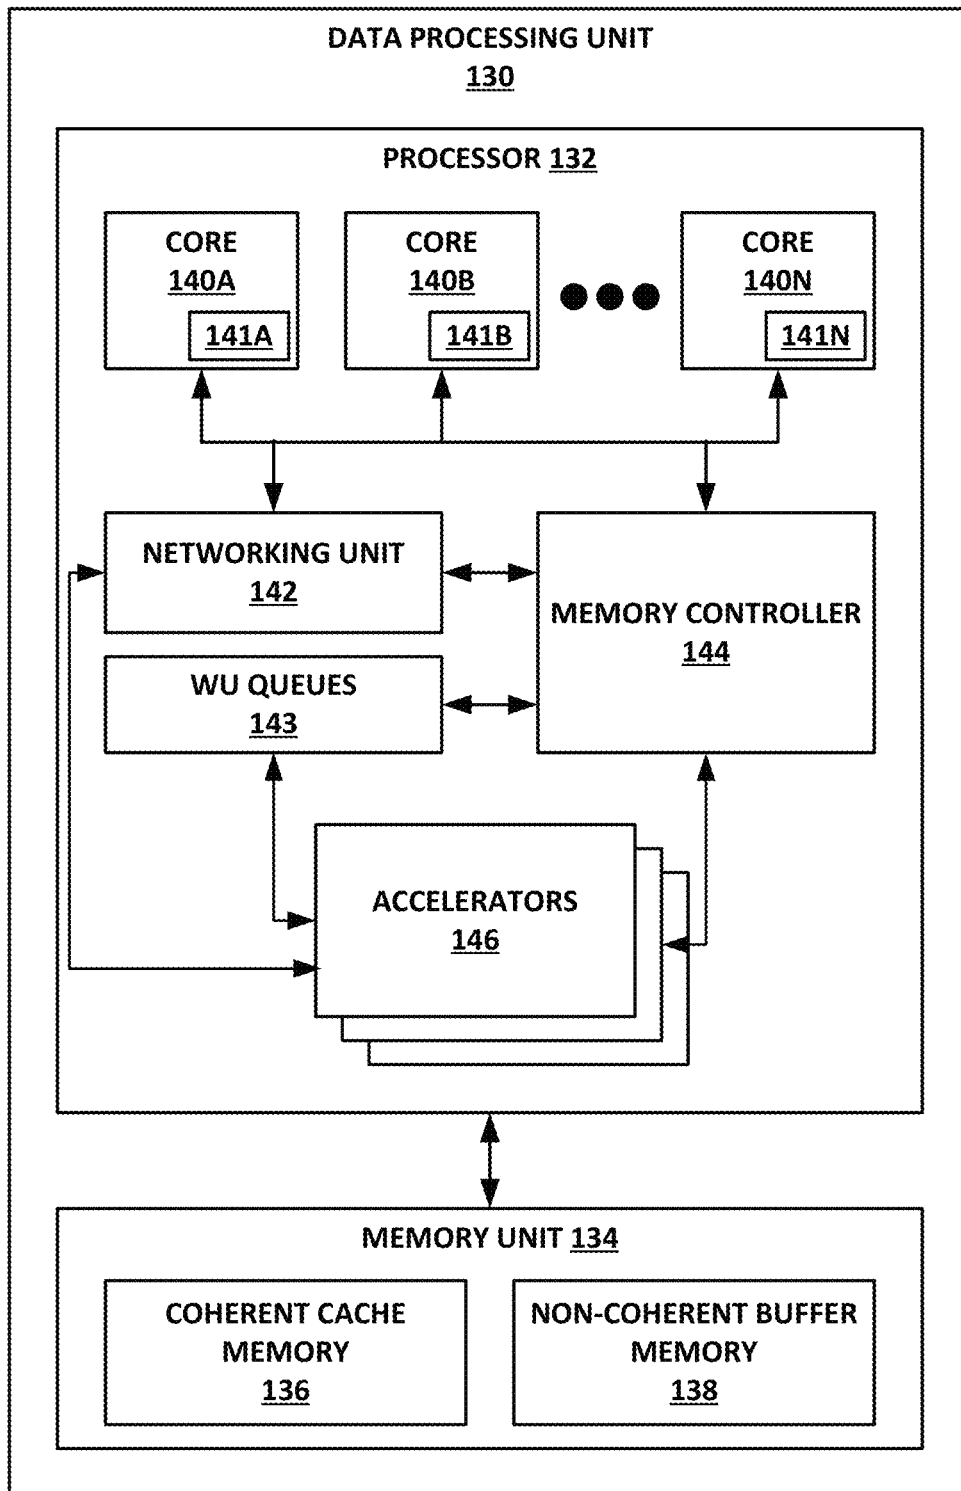 DATA PROCESSING UNIT
130
PROCESSOR 132
CORE
140A
141A
CORE
140B
141B
CORE
140N
141N
NETWORKING UNIT
142
MEMORY CONTROLLER
144
WU QUEUES
143
ACCELERATORS
146
MEMORY UNIT 134
COHERENT CACHE
MEMORY
136
NON-COHERENT BUFFER
MEMORY
138